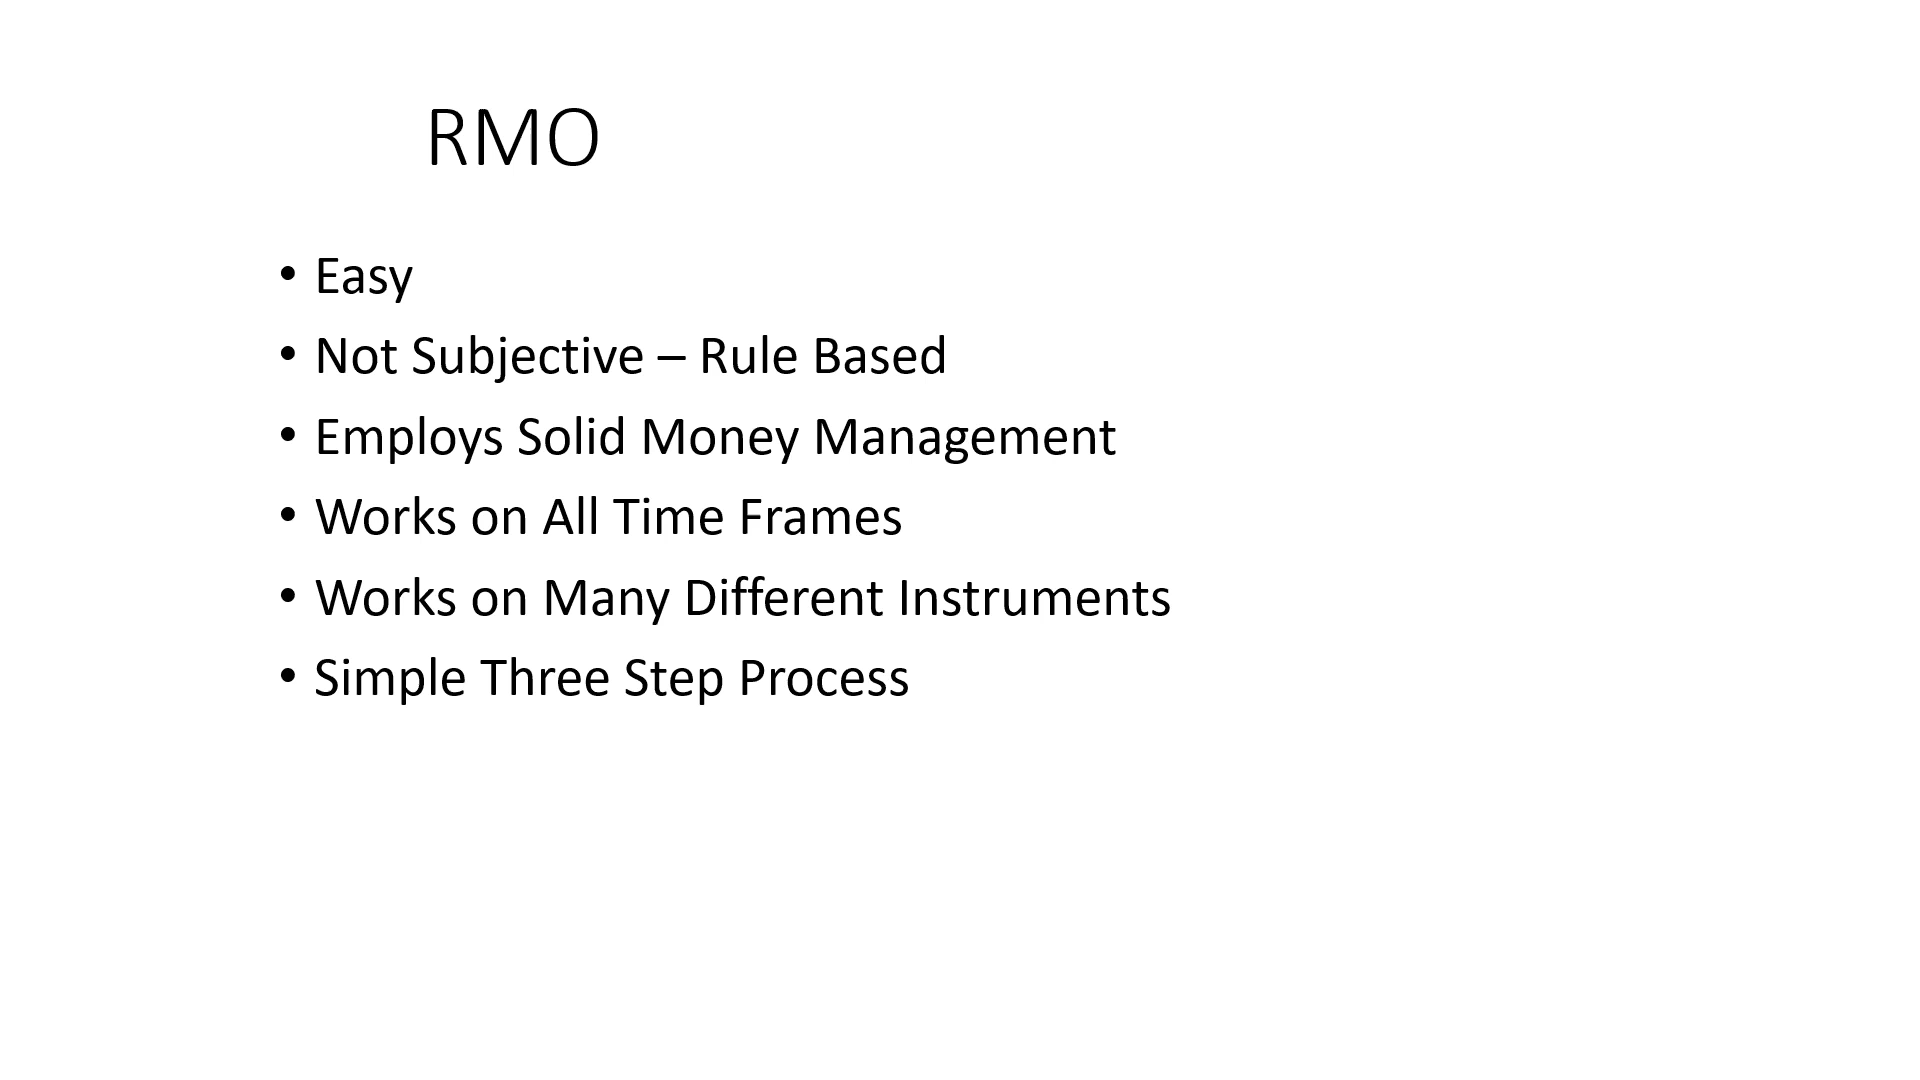 RMO
• Easy
• Not Subjective – Rule Based
• Employs Solid Money Management
• Works on All Time Frames
• Works on Many Different Instruments
• Simple Three Step Process